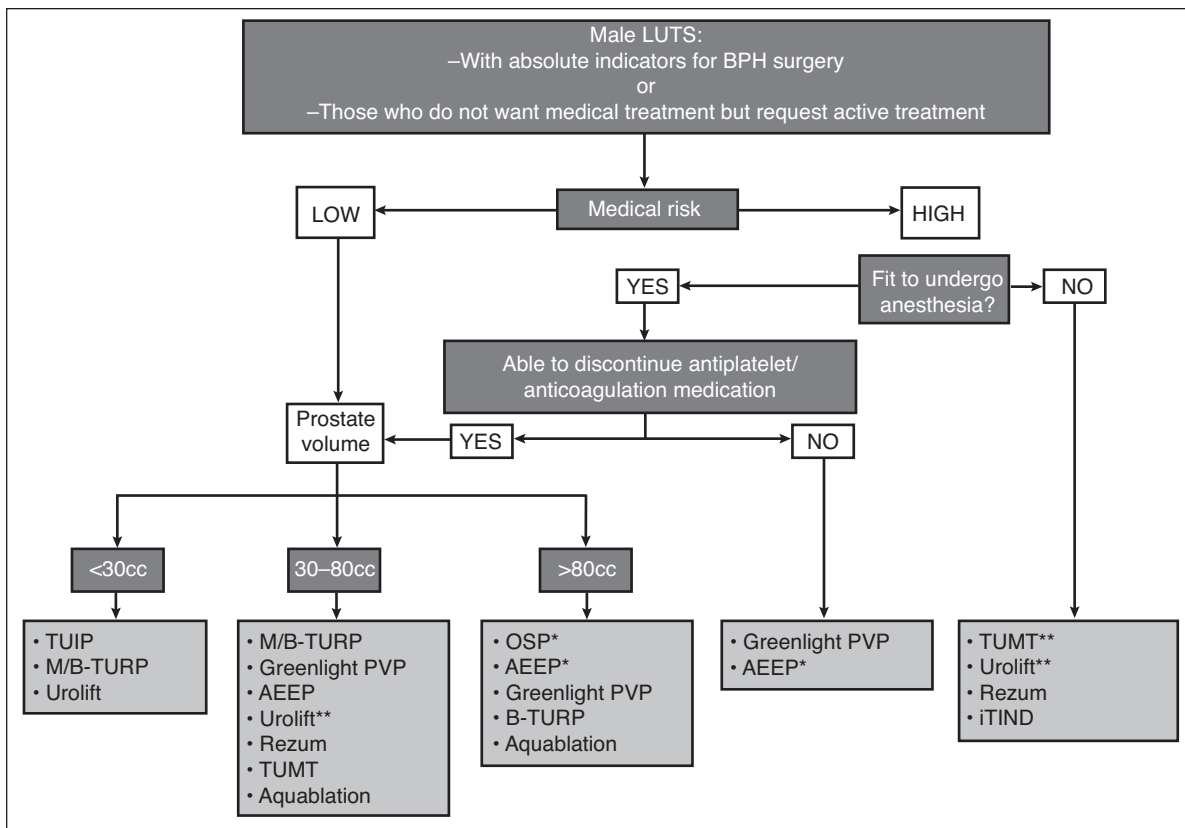 Male LUTS:
–With absolute indicators for BPH surgery
or
–Those who do not want medical treatment but request active treatment
LOW
Medical risk
HIGH
YES
Fit to undergo
anesthesia?
NO
Able to discontinue antiplatelet/
anticoagulation medication
Prostate
volume
YES
NO
<30cc
30–80cc
>80cc
• TUIP
• M/B-TURP
• Urolift
• M/B-TURP
• Greenlight PVP
• AEEP
• Urolift**
• Rezum
• TUMT
• Aquablation
• OSP*
• AEEP*
• Greenlight PVP
• B-TURP
• Aquablation
• Greenlight PVP
• AEEP*
• TUMT**
• Urolift**
• Rezum
• iTIND